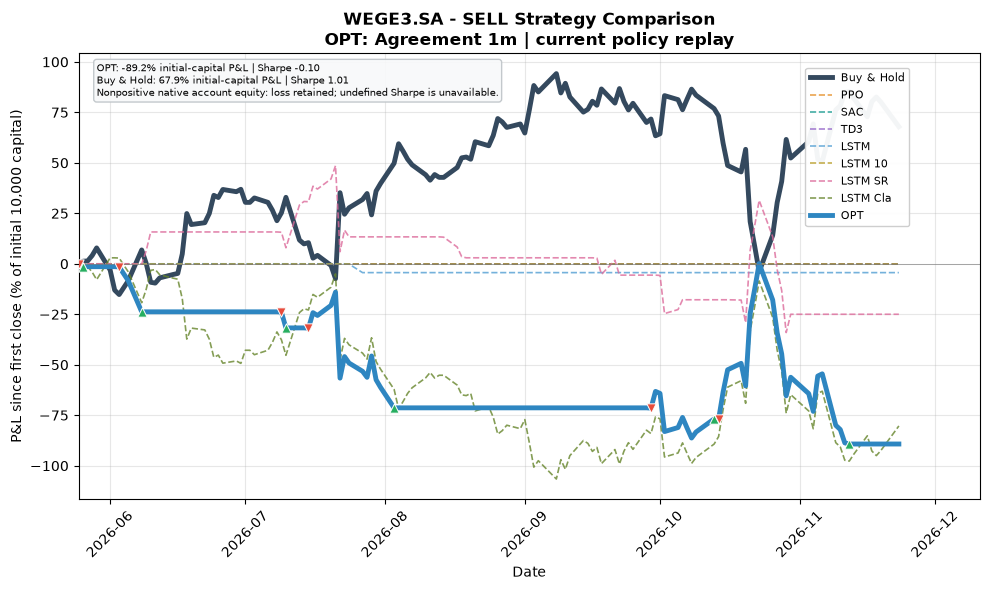 WEGE3.SA - SELL Strategy Comparison
OPT: Agreement 1m | current policy replay
OPT: -89.2% initial-capital P&L | Sharpe -0.10
Buy & Hold: 67.9% initial-capital P&L | Sharpe 1.01
Nonpositive native account equity: loss retained; undefined Sharpe is unavailable.
Buy & Hold
PPO
SAC
TD3
LSTM
LSTM 10
LSTM SR
LSTM Cla
OPT
P&L since first close (% of initial 10,000 capital)
100
75
50
25
0
−25
−50
−75
−100
2026-06
2026-07
2026-08
2026-09
2026-10
2026-11
2026-12
Date